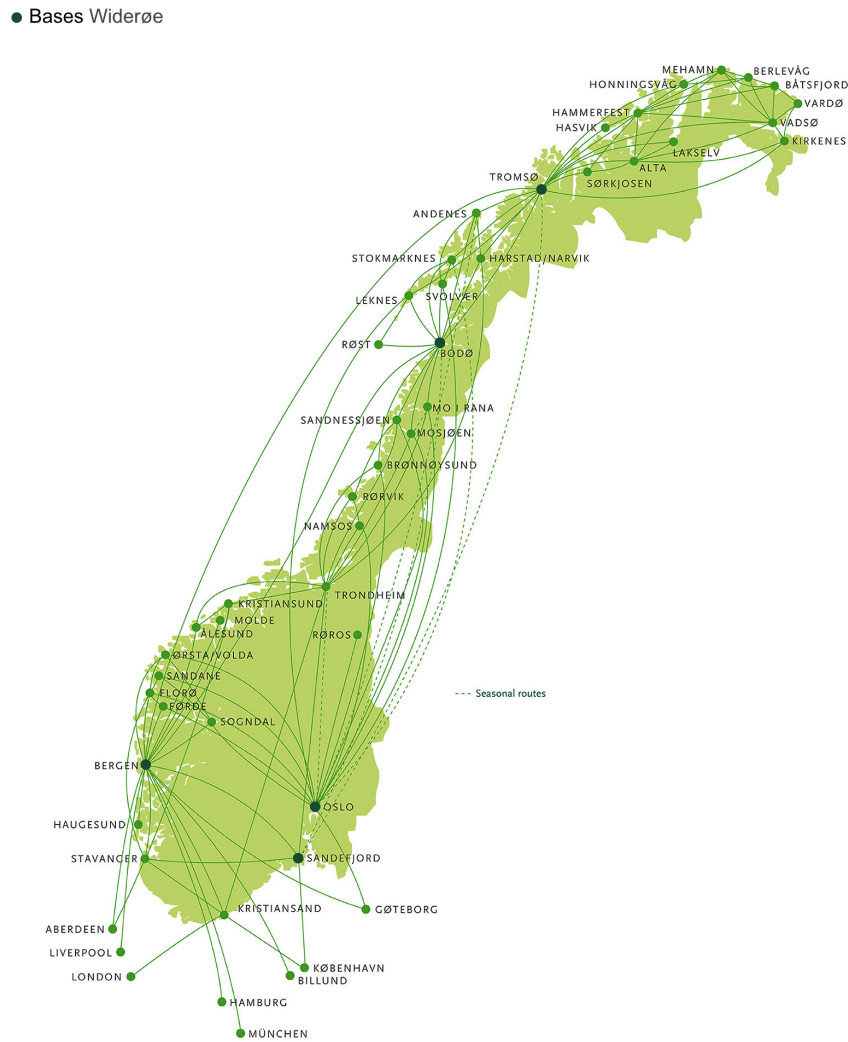 Bases Widerøe
MEHAMN
BERLEVÅG
HONNINGSVÅG
BÅTSFJORD
VARDØ
HAMMERFEST
VADSØ
HASVIK
KIRKENES
LAKSELV
ALTA
TROMSØ
SØRKJOSEN
ANDENES
STOKMARKNES
HARSTAD/NARVIK
SVOLVÆR
LEKNES
RØST
BODØ
MO I RANA
SANDNESSJØEN
MOSJØEN
BRØNNØYSUND
RØRVIK
NAMSOS
TRONDHEIM
KRISTIANSUND
MOLDE
ÅLESUND
RØROS
ØRSTA/VOLDA
SANDANE
FLORØ
Seasonal routes
FØRDE
SOGNDAL
BERGEN
OSLO
HAUGESUND
STAVANGER
SANDEFJORD
KRISTIANSAND
GØTEBORG
ABERDEEN
LIVERPOOL
KØBENHAVN
LONDON
BILLUND
HAMBURG
MÜNCHEN